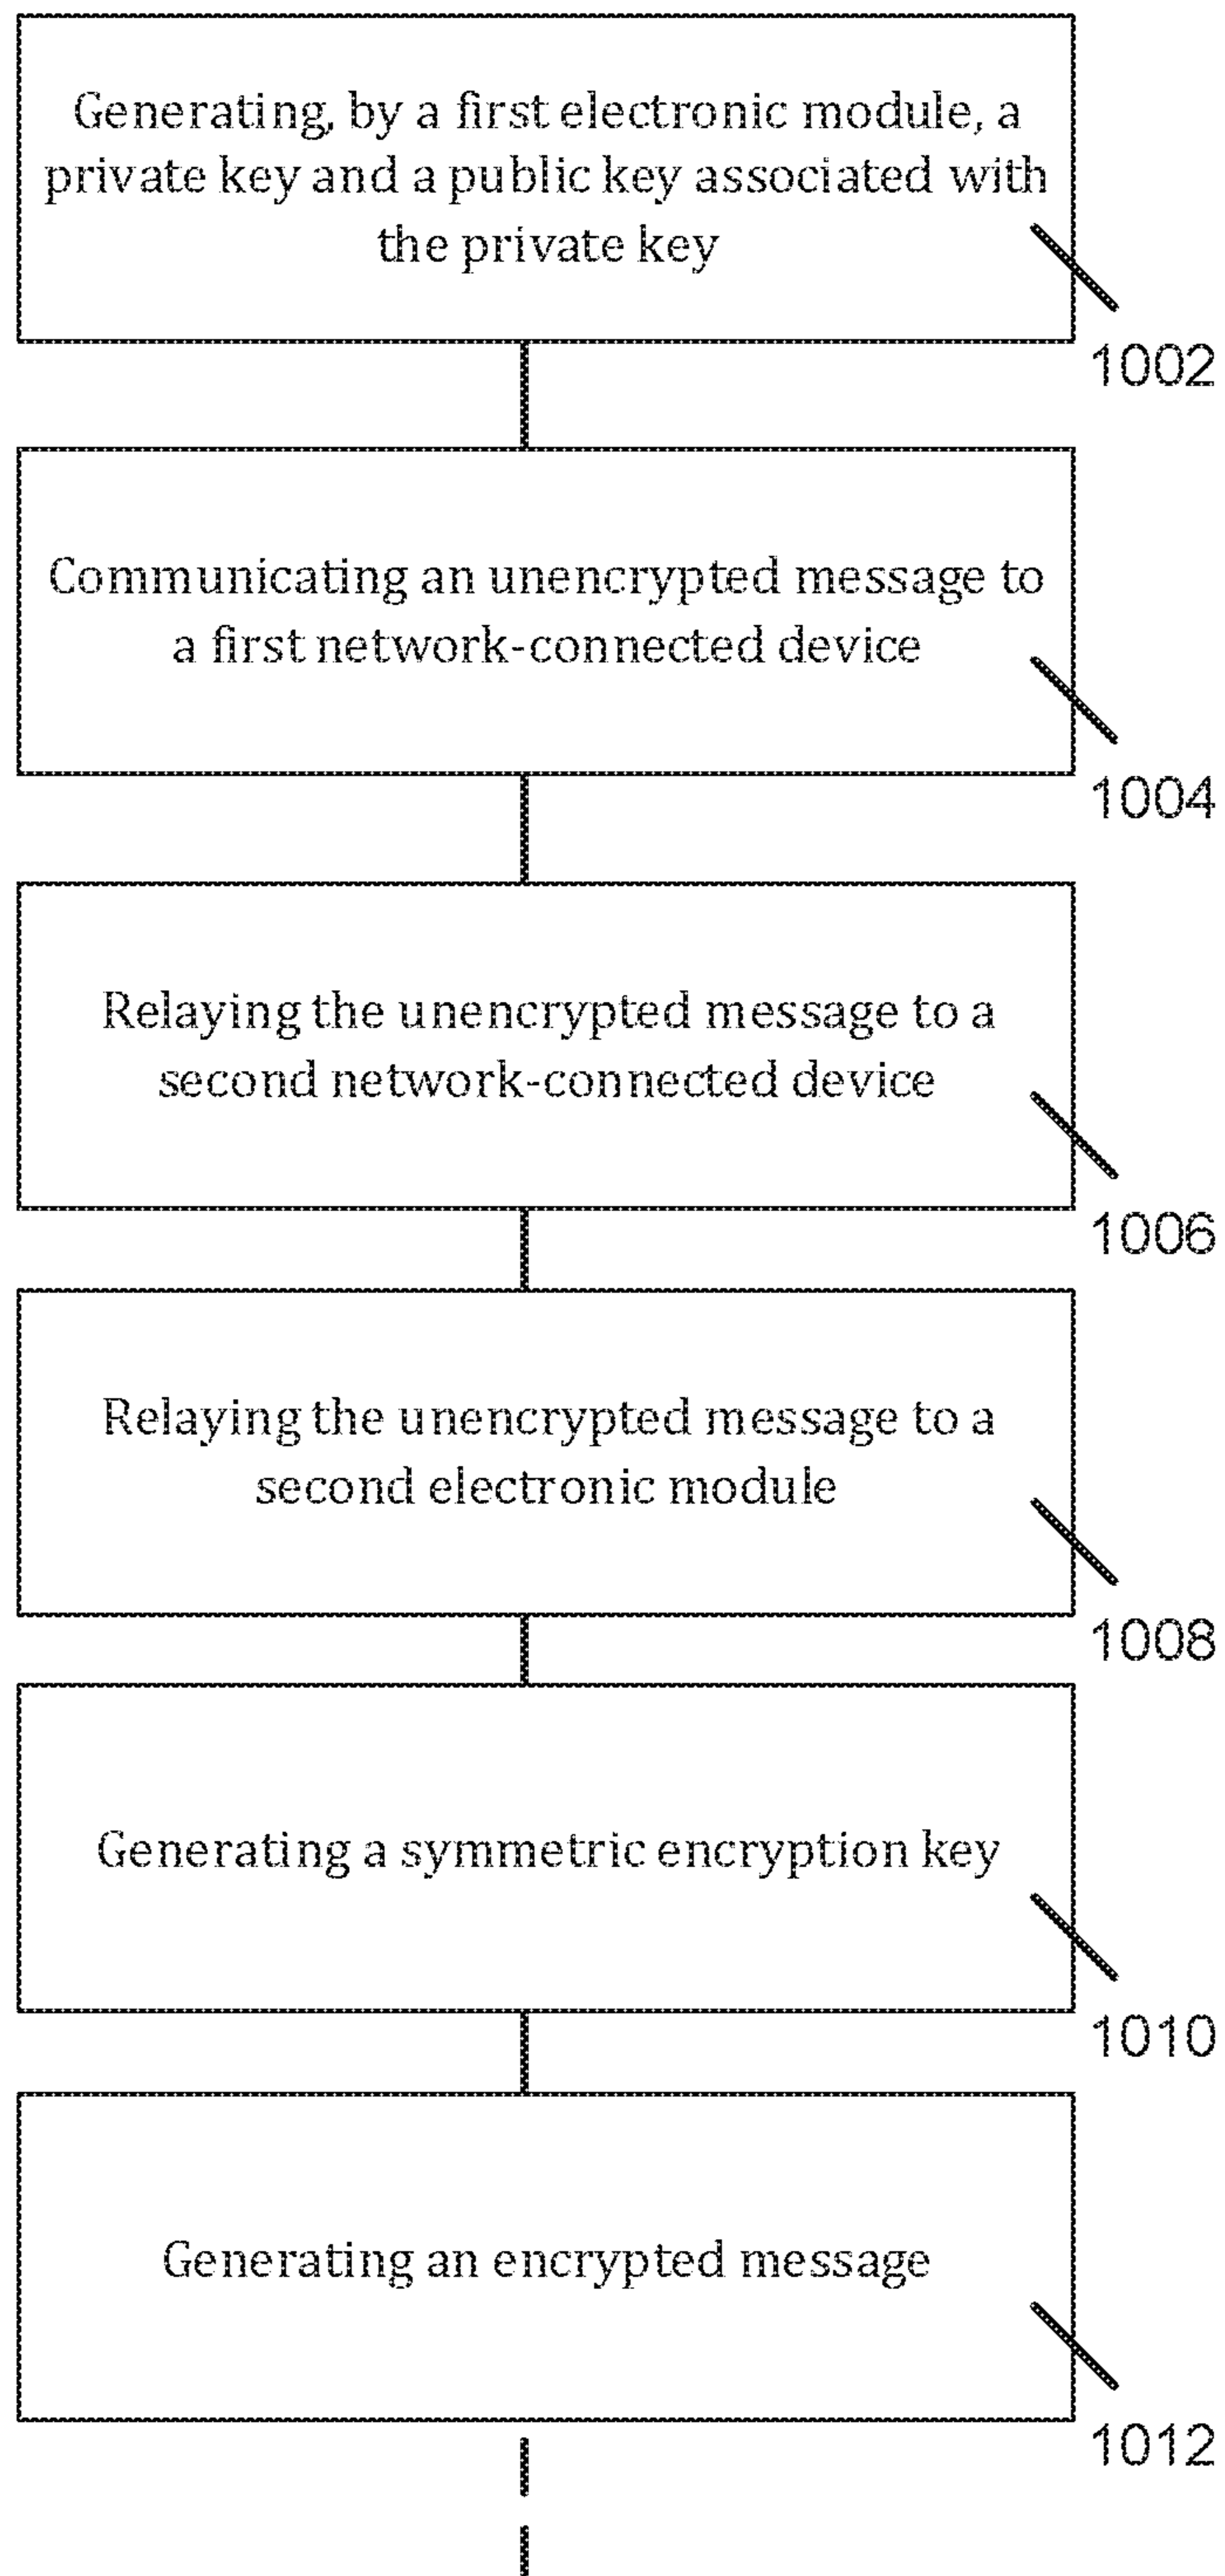 Generating, by a first electronic module, a
private key and a public key associated with
the private key
1002
Communicating an unencrypted message to
a first network-connected device
1004
Relaying the unencrypted message to a
second network-connected device
1006
Relaying the unencrypted message to a
second electronic module
1008
Generating a symmetric encryption key
1010
Generating an encrypted message
1012